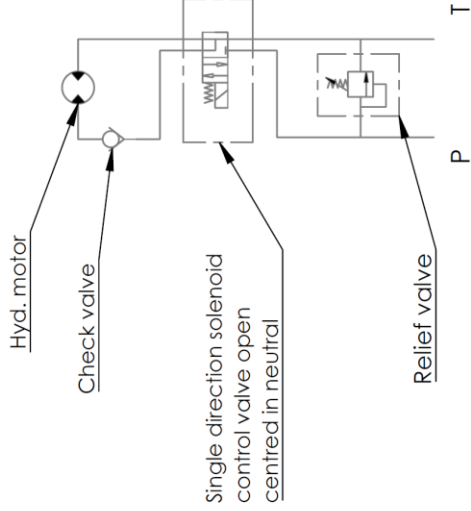 Hyd. motor
Check valve
Single direction solenoid
control valve open
centred in neutral
Relief valve
P
T